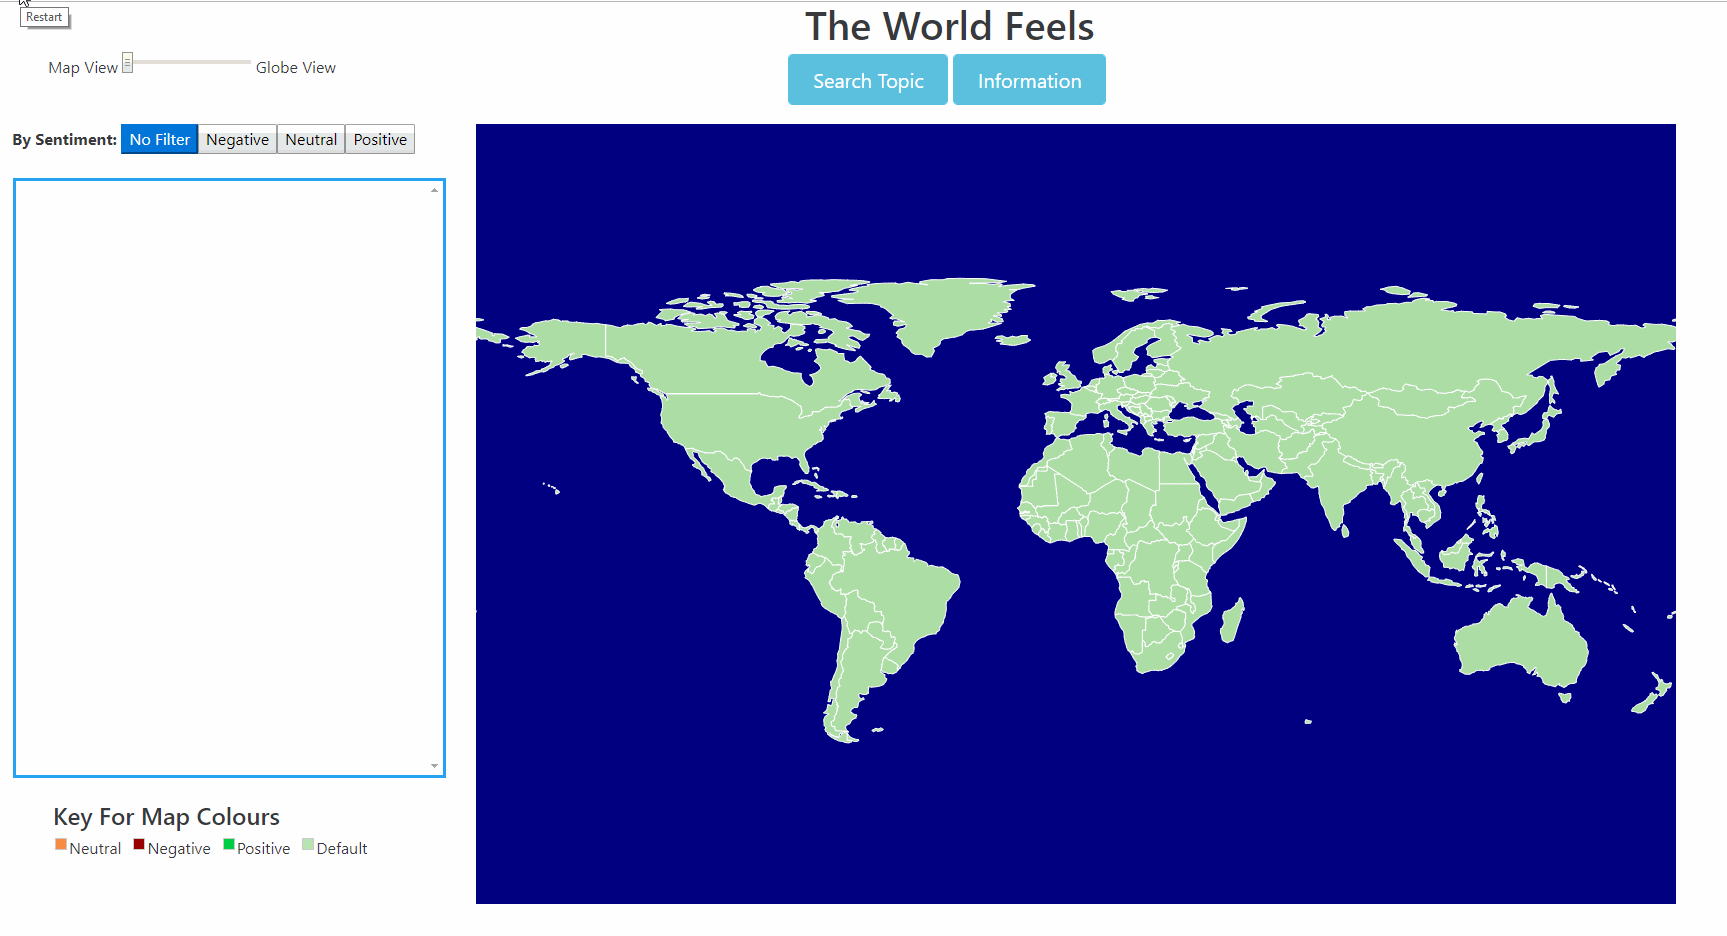 Restart
The World Feels
Map View Globe View
Search Topic Information
By Sentiment: No Filter Negative Neutral Positive
Key For Map Colours
Neutral Negative Positive Default